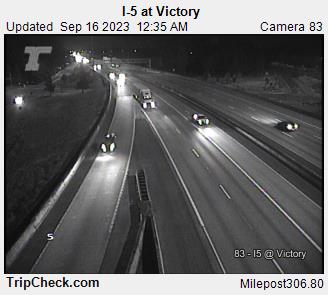 I-5 at Victory
Updated Sep 16 2023 12:35 AM Camera 83
T
S
83 - I5 @ Victory
TripCheck.com Milepost306.80